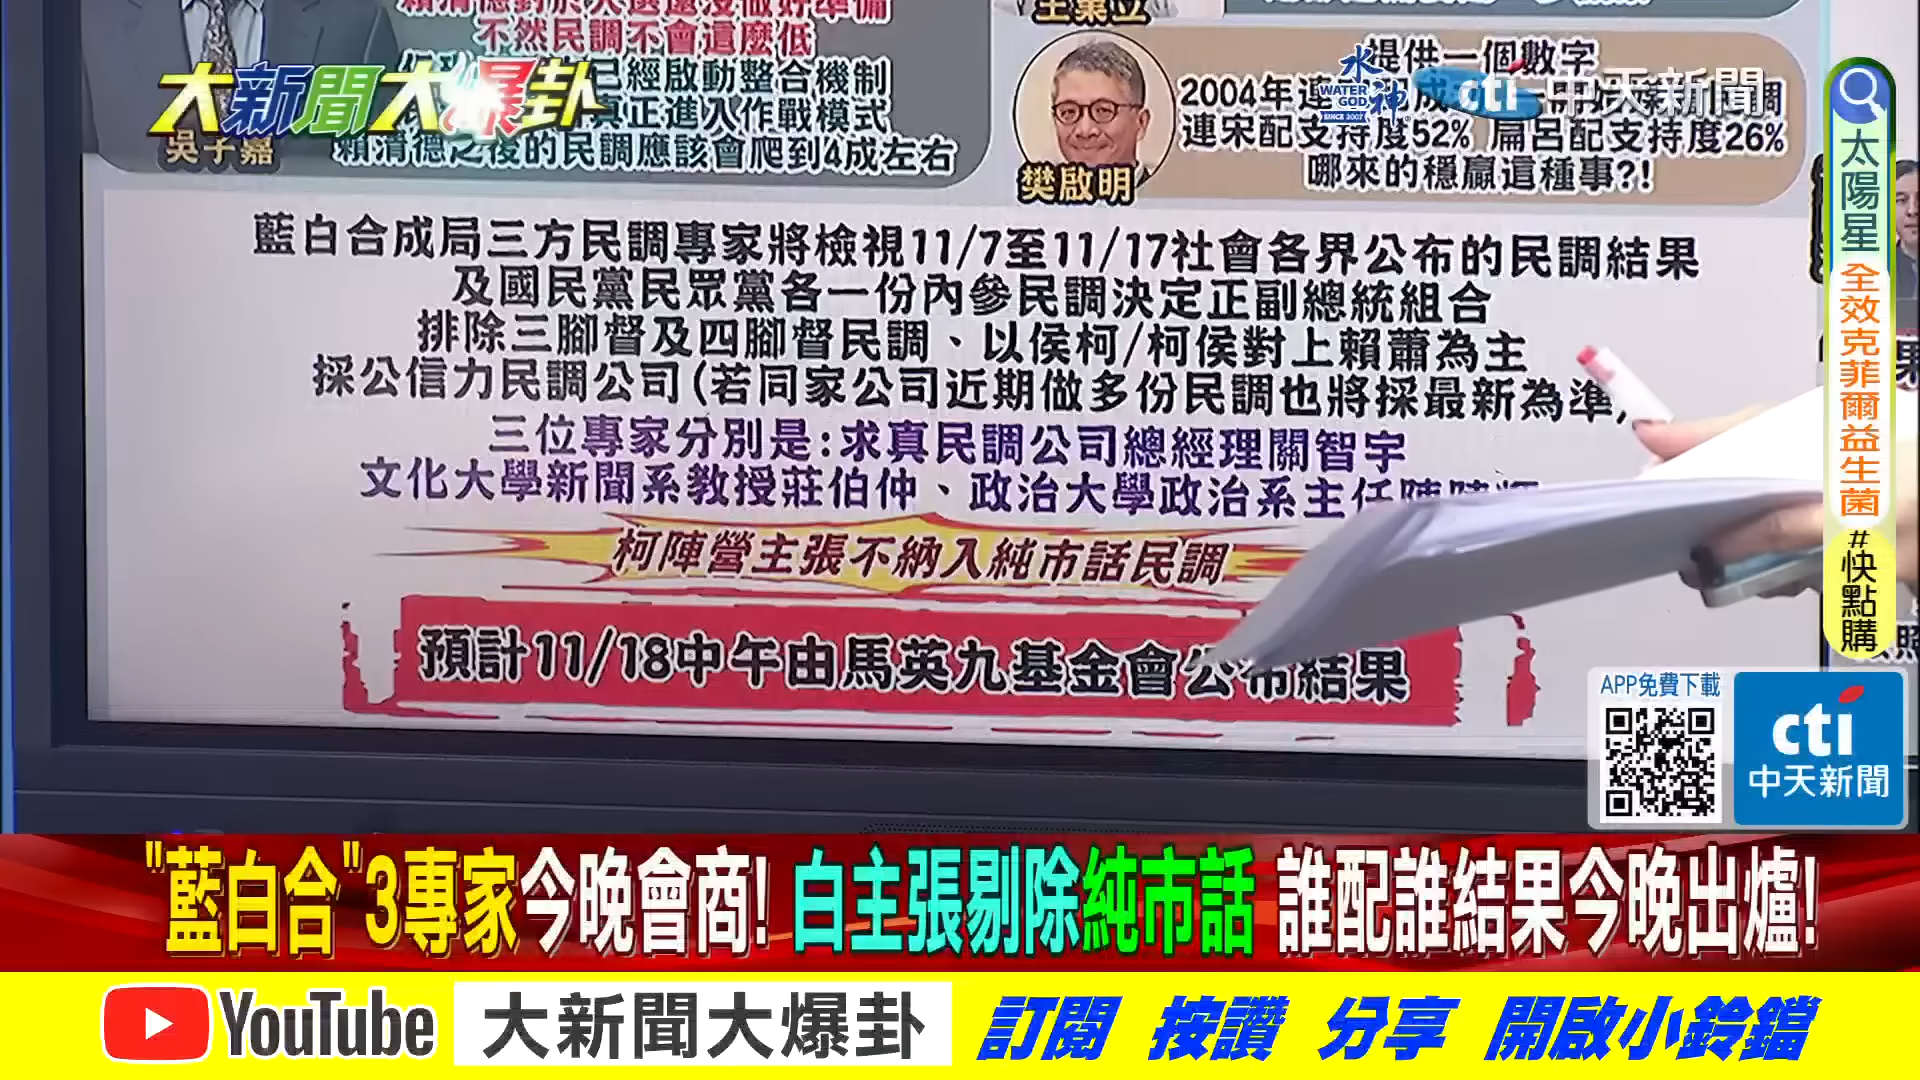 不然民調不會這麼低
經啟動整合機制
正進入作戰模式
賴清德之後的民調應該會爬到4成左右
吳子嘉
大新聞大爆卦
提供一個數字
2004年連
連宋配支持度52% 扁呂配支持度26%
哪來的穩贏這種事?!
樊啟明
水神
WATER GOD
SINCE 2007
cti 中天新聞
藍白合成局三方民調專家將檢視11/7至11/17社會各界公布的民調結果
及國民黨民眾黨各一份內參民調決定正副總統組合
排除三腳督及四腳督民調、以侯柯/柯侯對上賴蕭為主
採公信力民調公司(若同家公司近期做多份民調也將採最新為準
三位專家分別是:求真民調公司總經理關智宇
文化大學新聞系教授莊伯仲、政治大學政治系主任
柯陣營主張不納入純市話民調
預計11/18中午由馬英九基金會公布結果
太陽星
全效克菲爾益生菌
#快點購
APP免費下載
cti
中天新聞
"藍白合"3專家今晚會商! 白主張剔除純市話 誰配誰結果今晚出爐!
YouTube 大新聞大爆卦 訂閱 按讚 分享 開啟小鈴鐺